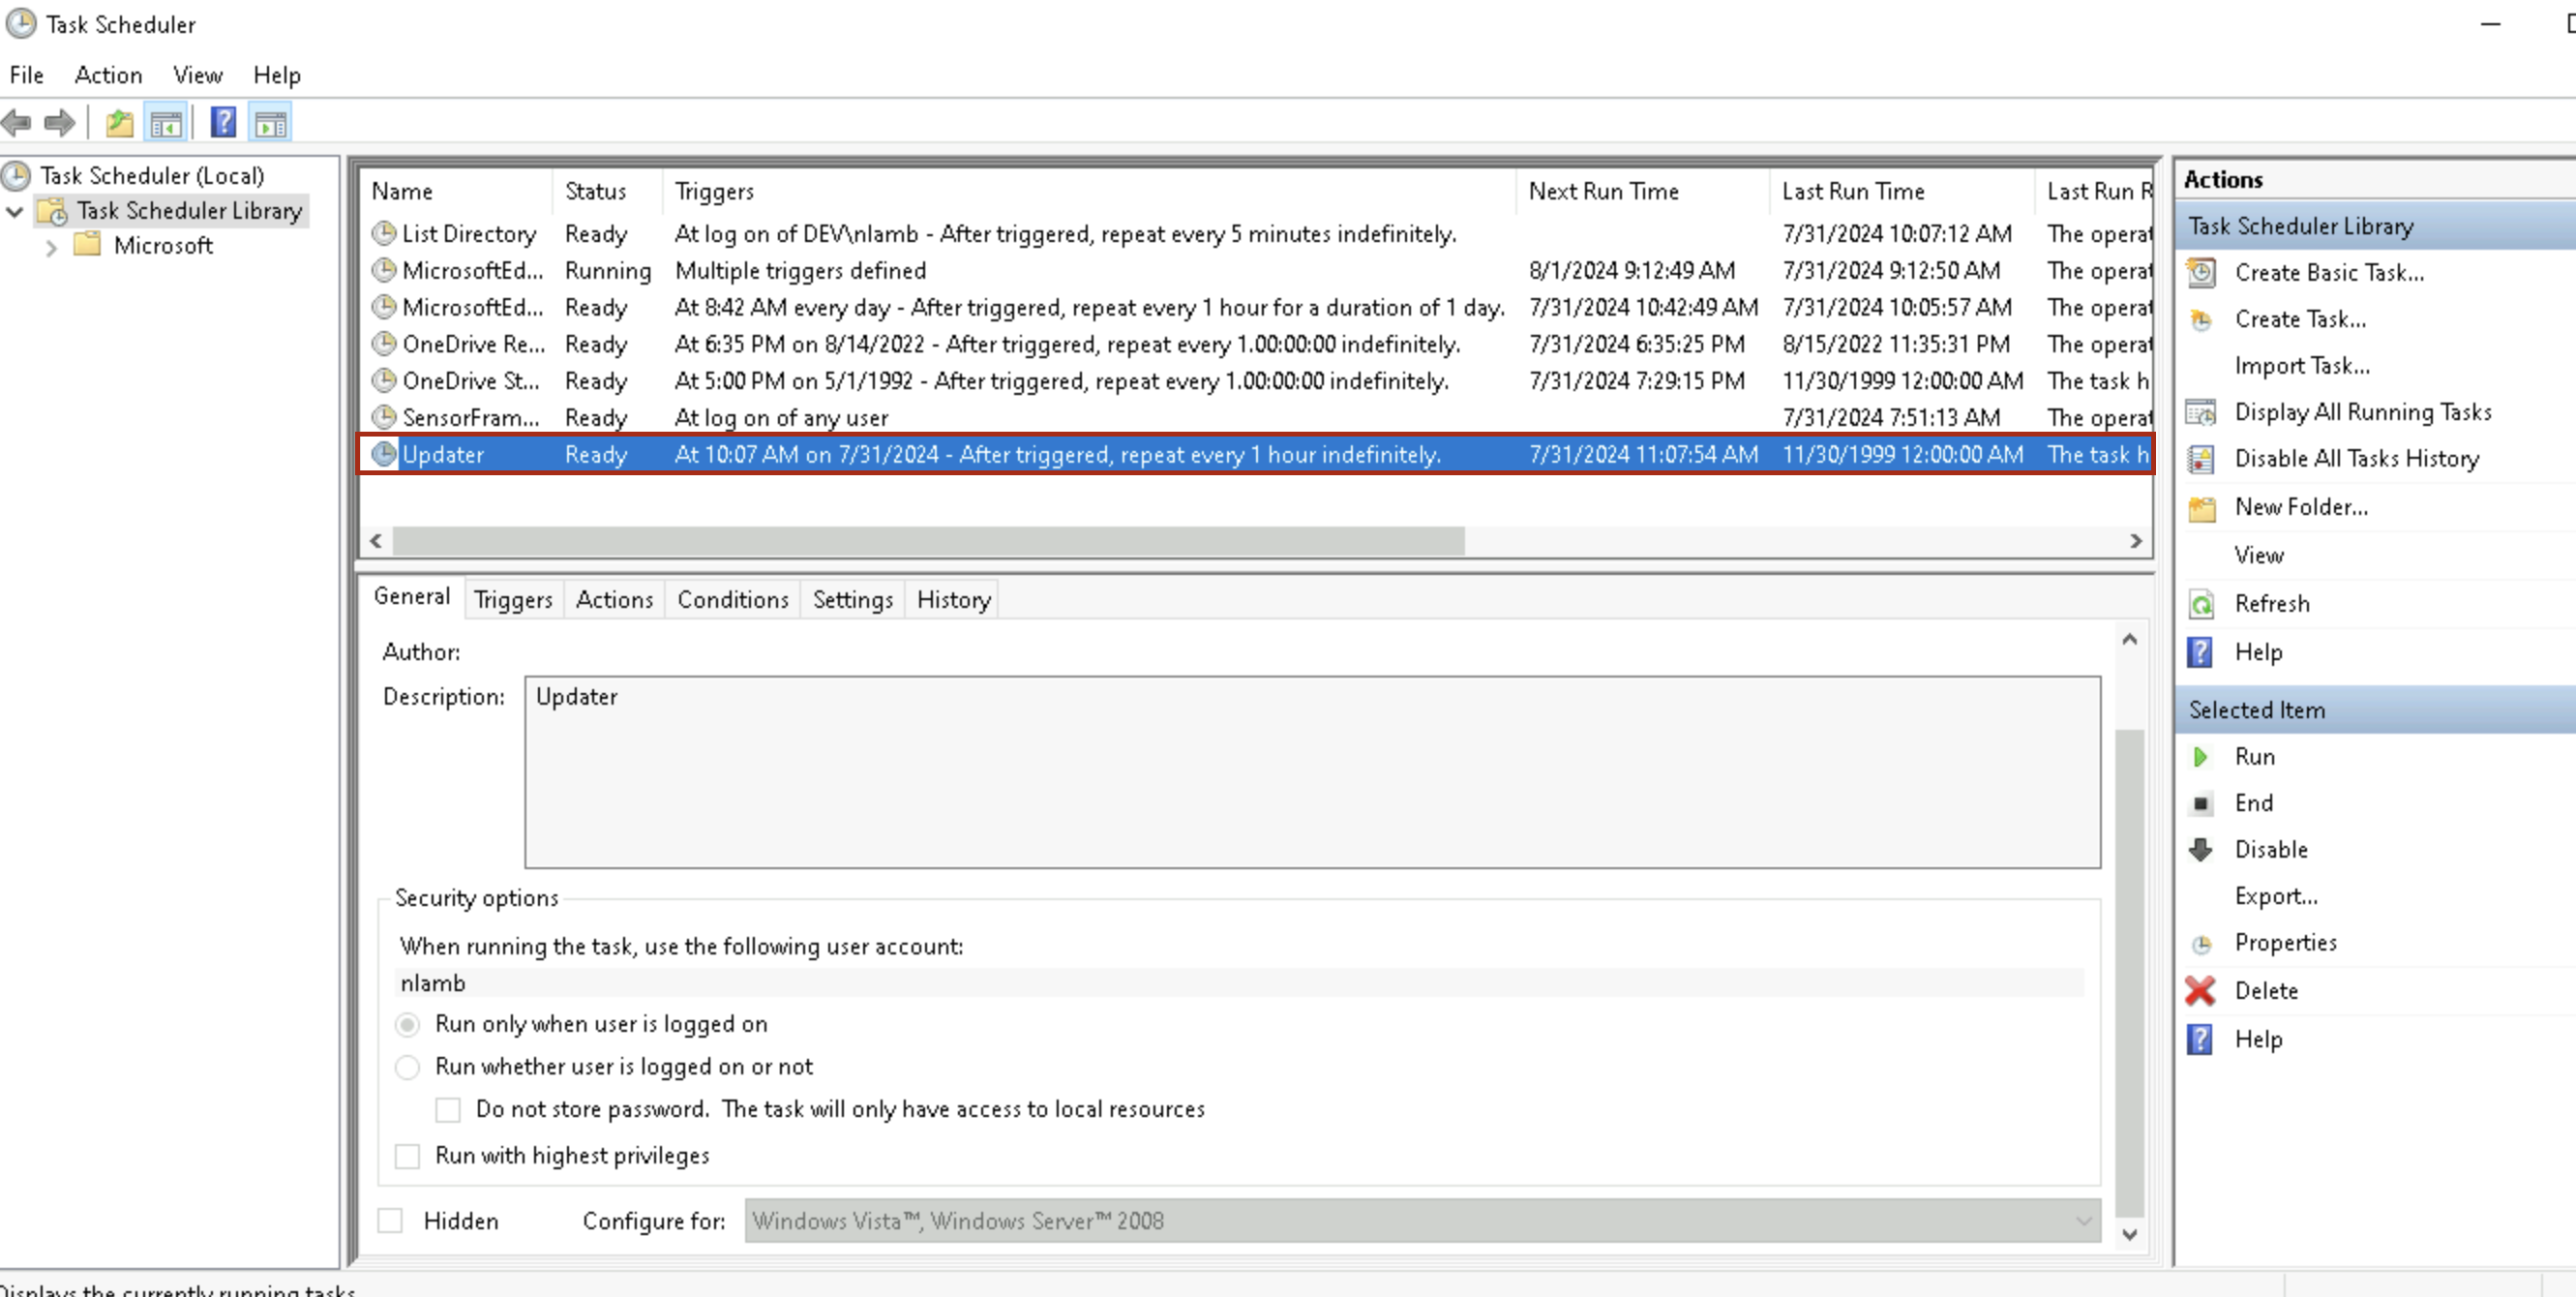 Task Scheduler
File Action View Help
Task Scheduler (Local)
Task Scheduler Library
Microsoft
Name Status Triggers Next Run Time Last Run Time Last Run R
List Directory Ready At log on of DEV\nlamb - After triggered, repeat every 5 minutes indefinitely. 7/31/2024 10:07:12 AM The operat
MicrosoftEd... Running Multiple triggers defined 8/1/2024 9:12:49 AM 7/31/2024 9:12:50 AM The operat
MicrosoftEd... Ready At 8:42 AM every day - After triggered, repeat every 1 hour for a duration of 1 day. 7/31/2024 10:42:49 AM 7/31/2024 10:05:57 AM The operat
OneDrive Re... Ready At 6:35 PM on 8/14/2022 - After triggered, repeat every 1.00:00:00 indefinitely. 7/31/2024 6:35:25 PM 8/15/2022 11:35:31 PM The operat
OneDrive St... Ready At 5:00 PM on 5/1/1992 - After triggered, repeat every 1.00:00:00 indefinitely. 7/31/2024 7:29:15 PM 11/30/1999 12:00:00 AM The task h
SensorFram... Ready At log on of any user 7/31/2024 7:51:13 AM The operat
Updater Ready At 10:07 AM on 7/31/2024 - After triggered, repeat every 1 hour indefinitely. 7/31/2024 11:07:54 AM 11/30/1999 12:00:00 AM The task h
General Triggers Actions Conditions Settings History
Author:
Description: Updater
Security options
When running the task, use the following user account:
nlamb
Run only when user is logged on
Run whether user is logged on or not
Do not store password. The task will only have access to local resources
Run with highest privileges
Hidden Configure for: Windows Vista™, Windows Server™ 2008
Actions
Task Scheduler Library
Create Basic Task...
Create Task...
Import Task...
Display All Running Tasks
Disable All Tasks History
New Folder...
View
Refresh
Help
Selected Item
Run
End
Disable
Export...
Properties
Delete
Help
Displays the currently running tasks